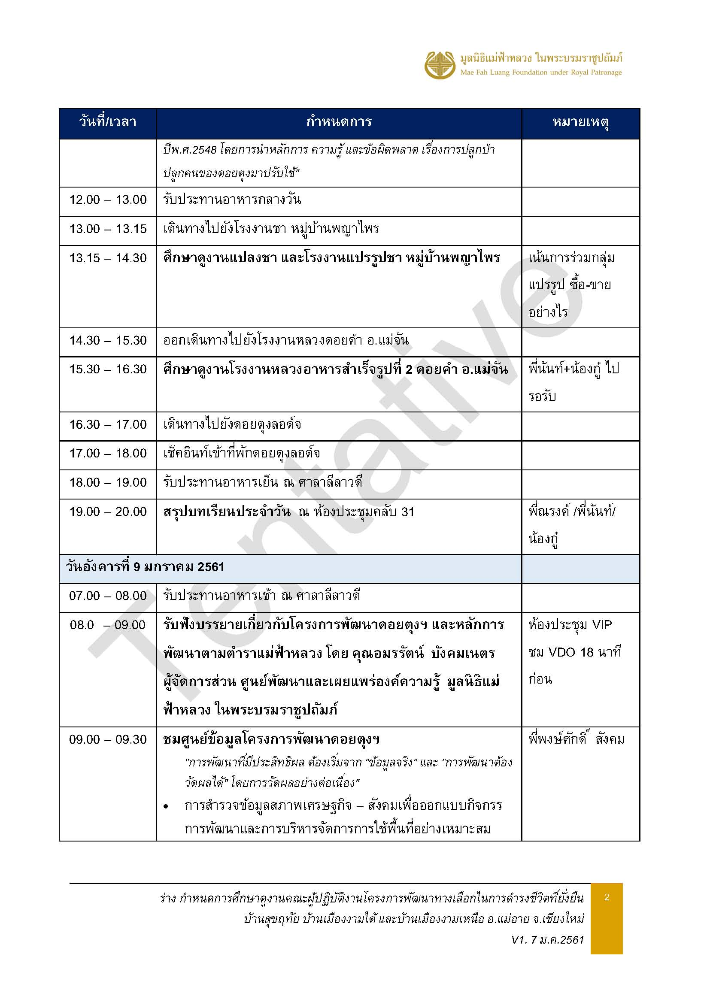 มูลนิธิแม่ฟ้าหลวง ในพระบรมราชูปถัมภ์
Mae Fah Luang Foundation under Royal Patronage
วันที่/เวลา กำหนดการ หมายเหตุ
ปีพ.ศ.2548 โดยการนำหลักการ ความรู้ และข้อผิดพลาด เรื่องการปลูกป่า
ปลูกคนของดอยตุงมาปรับใช้"
12.00 – 13.00 รับประทานอาหารกลางวัน
13.00 – 13.15 เดินทางไปยังโรงงานชา หมู่บ้านพญาไพร
13.15 – 14.30 ศึกษาดูงานแปลงชา และโรงงานแปรรูปชา หมู่บ้านพญาไพร เน้นการร่วมกลุ่ม
แปรรูป ซื้อ-ขาย
อย่างไร
14.30 – 15.30 ออกเดินทางไปยังโรงงานหลวงดอยคำ อ.แม่จัน
15.30 – 16.30 ศึกษาดูงานโรงงานหลวงอาหารสำเร็จรูปที่ 2 ดอยคำ อ.แม่จัน พี่นันท์+น้องกู๋ ไป
รอรับ
16.30 – 17.00 เดินทางไปยังดอยตุงลอด์จ
17.00 – 18.00 เช็คอินท์เข้าที่พักดอยตุงลอด์จ
18.00 – 19.00 รับประทานอาหารเย็น ณ ศาลาลีลาวดี
19.00 – 20.00 สรุปบทเรียนประจำวัน ณ ห้องประชุมคลับ 31 พี่ณรงค์ /พี่นันท์/
น้องกู๋
วันอังคารที่ 9 มกราคม 2561
07.00 – 08.00 รับประทานอาหารเช้า ณ ศาลาลีลาวดี
08.0 – 09.00 รับฟังบรรยายเกี่ยวกับโครงการพัฒนาดอยตุงฯ และหลักการ ห้องประชุม VIP
พัฒนาตามตำราแม่ฟ้าหลวง โดย คุณอมรรัตน์ บังคมเนตร ชม VDO 18 นาที
ผู้จัดการส่วน ศูนย์พัฒนาและเผยแพร่องค์ความรู้ มูลนิธิแม่ ก่อน
ฟ้าหลวง ในพระบรมราชูปถัมภ์
09.00 – 09.30 ชมศูนย์ข้อมูลโครงการพัฒนาดอยตุงฯ พี่พงษ์ศักดิ์ สังคม
"การพัฒนาที่มีประสิทธิผล ต้องเริ่มจาก "ข้อมูลจริง" และ "การพัฒนาต้อง
วัดผลได้" โดยการวัดผลอย่างต่อเนื่อง"
• การสำรวจข้อมูลสภาพเศรษฐกิจ – สังคมเพื่อออกแบบกิจกรร
การพัฒนาและการบริหารจัดการการใช้พื้นที่อย่างเหมาะสม
Tentative
ร่าง กำหนดการศึกษาดูงานคณะผู้ปฏิบัติงานโครงการพัฒนาทางเลือกในการดำรงชีวิตที่ยั่งยืน 2
บ้านสุขฤทัย บ้านเมืองงามใต้ และบ้านเมืองงามเหนือ อ.แม่อาย จ.เชียงใหม่
V1. 7 ม.ค.2561